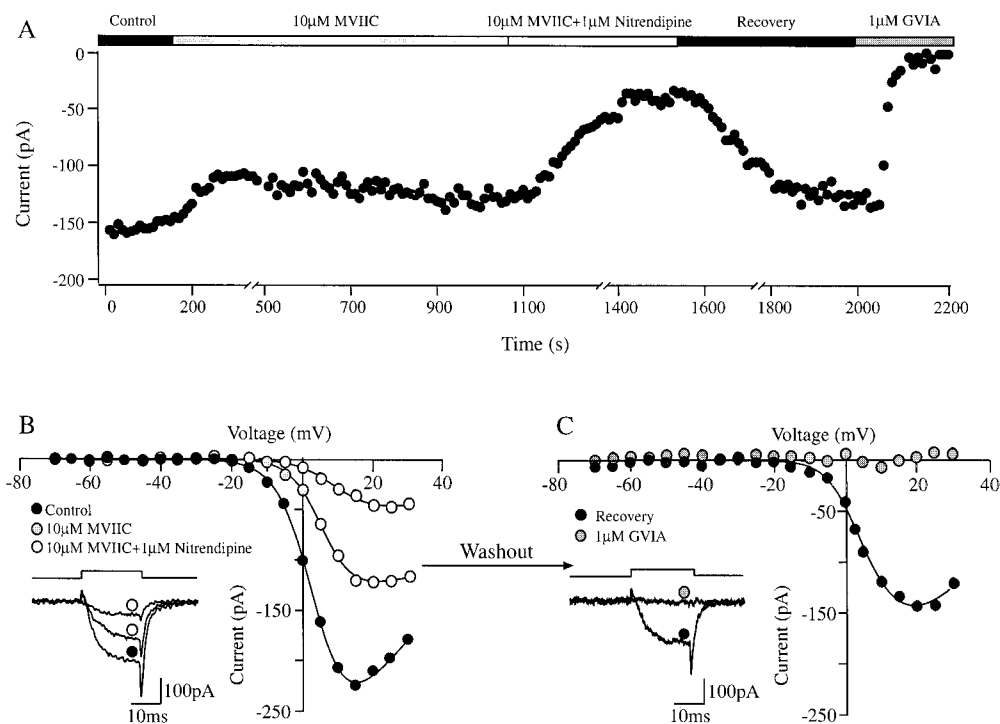 A
Control 10μM MVIIC 10μM MVIIC+1μM Nitrendipine Recovery 1μM GVIA
0
-50
-100
-150
-200
Current (pA)
0 200 500 700 900 1100 1400 1600 1800 2000 2200
Time (s)
B
Voltage (mV)
-80 -60 -40 -20 20 40
Control
10μM MVIIC
10μM MVIIC+1μM Nitrendipine
-150
-250
Current (pA)
100pA
10ms
Washout
C
Voltage (mV)
-80 -60 -40 -20 0 20 40
Recovery
1μM GVIA
-50
-150
-250
Current (pA)
100pA
10ms